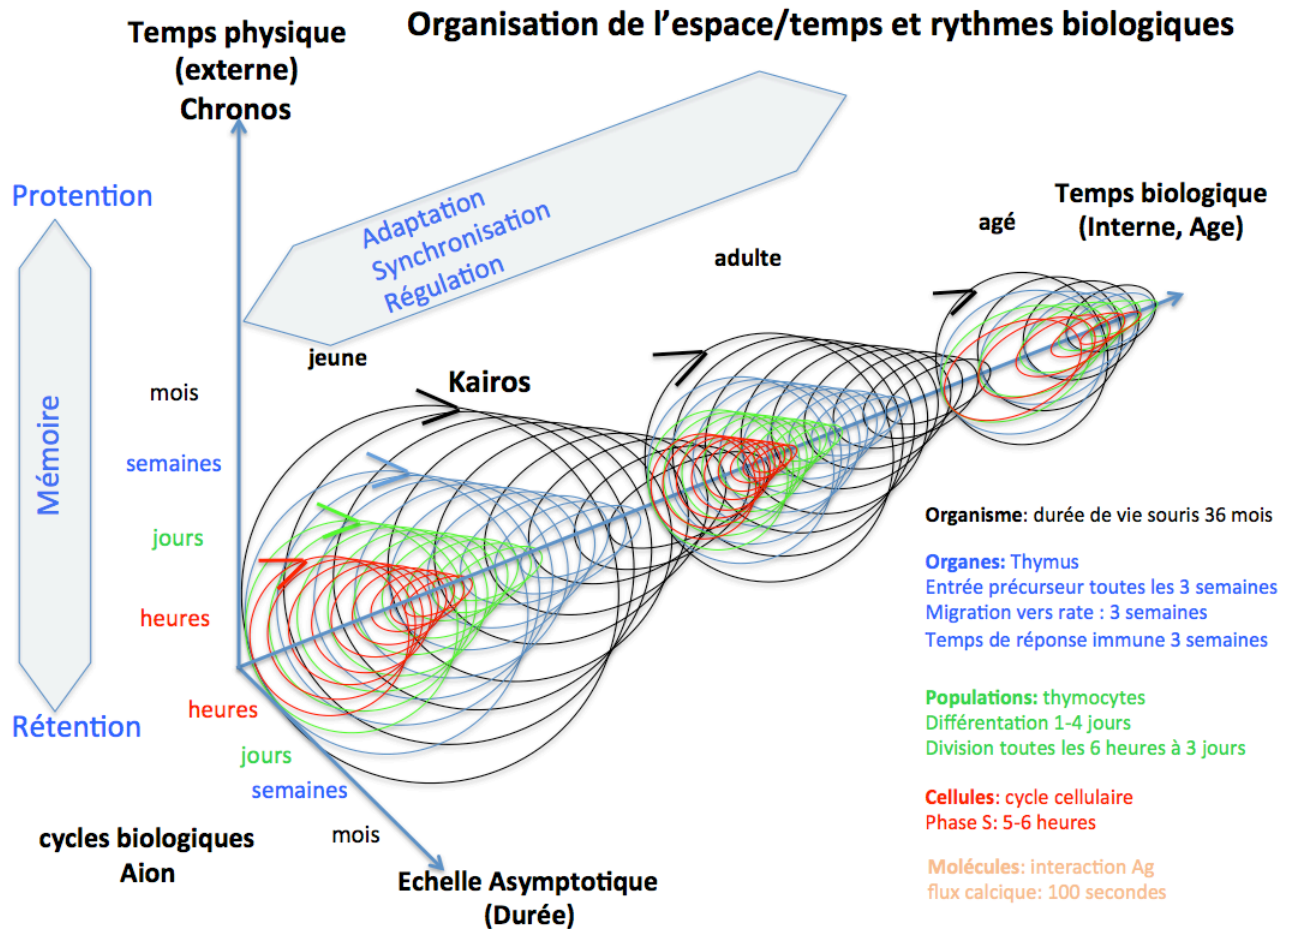 Organisation de l'espace/temps et rythmes biologiques
Temps physique
(externe)
Chronos
Protention
Mémoire
Rétention
Adaptation
Synchronisation
Régulation
jeune
adulte
agé
Temps biologique
(Interne, Age)
Kairos
mois
semaines
jours
heures
heures
jours
semaines
mois
cycles biologiques
Aion
Echelle Asymptotique
(Durée)
Organisme: durée de vie souris 36 mois
Organes: Thymus
Entrée précurseur toutes les 3 semaines
Migration vers rate : 3 semaines
Temps de réponse immune 3 semaines
Populations: thymocytes
Différentation 1-4 jours
Division toutes les 6 heures à 3 jours
Cellules: cycle cellulaire
Phase S: 5-6 heures
Molécules: interaction Ag
flux calcique: 100 secondes